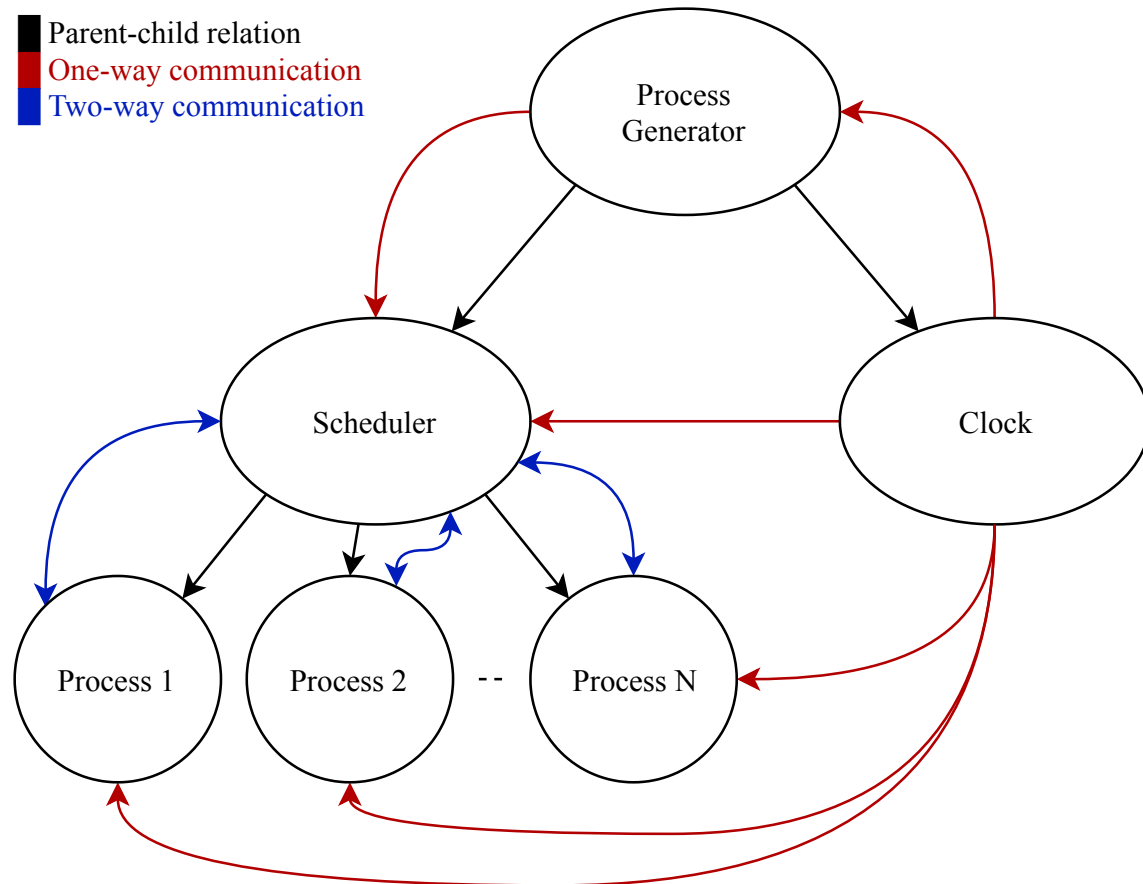 Parent-child relation
One-way communication
Two-way communication
Process
Generator
Scheduler
Clock
Process 1
Process 2
--
Process N